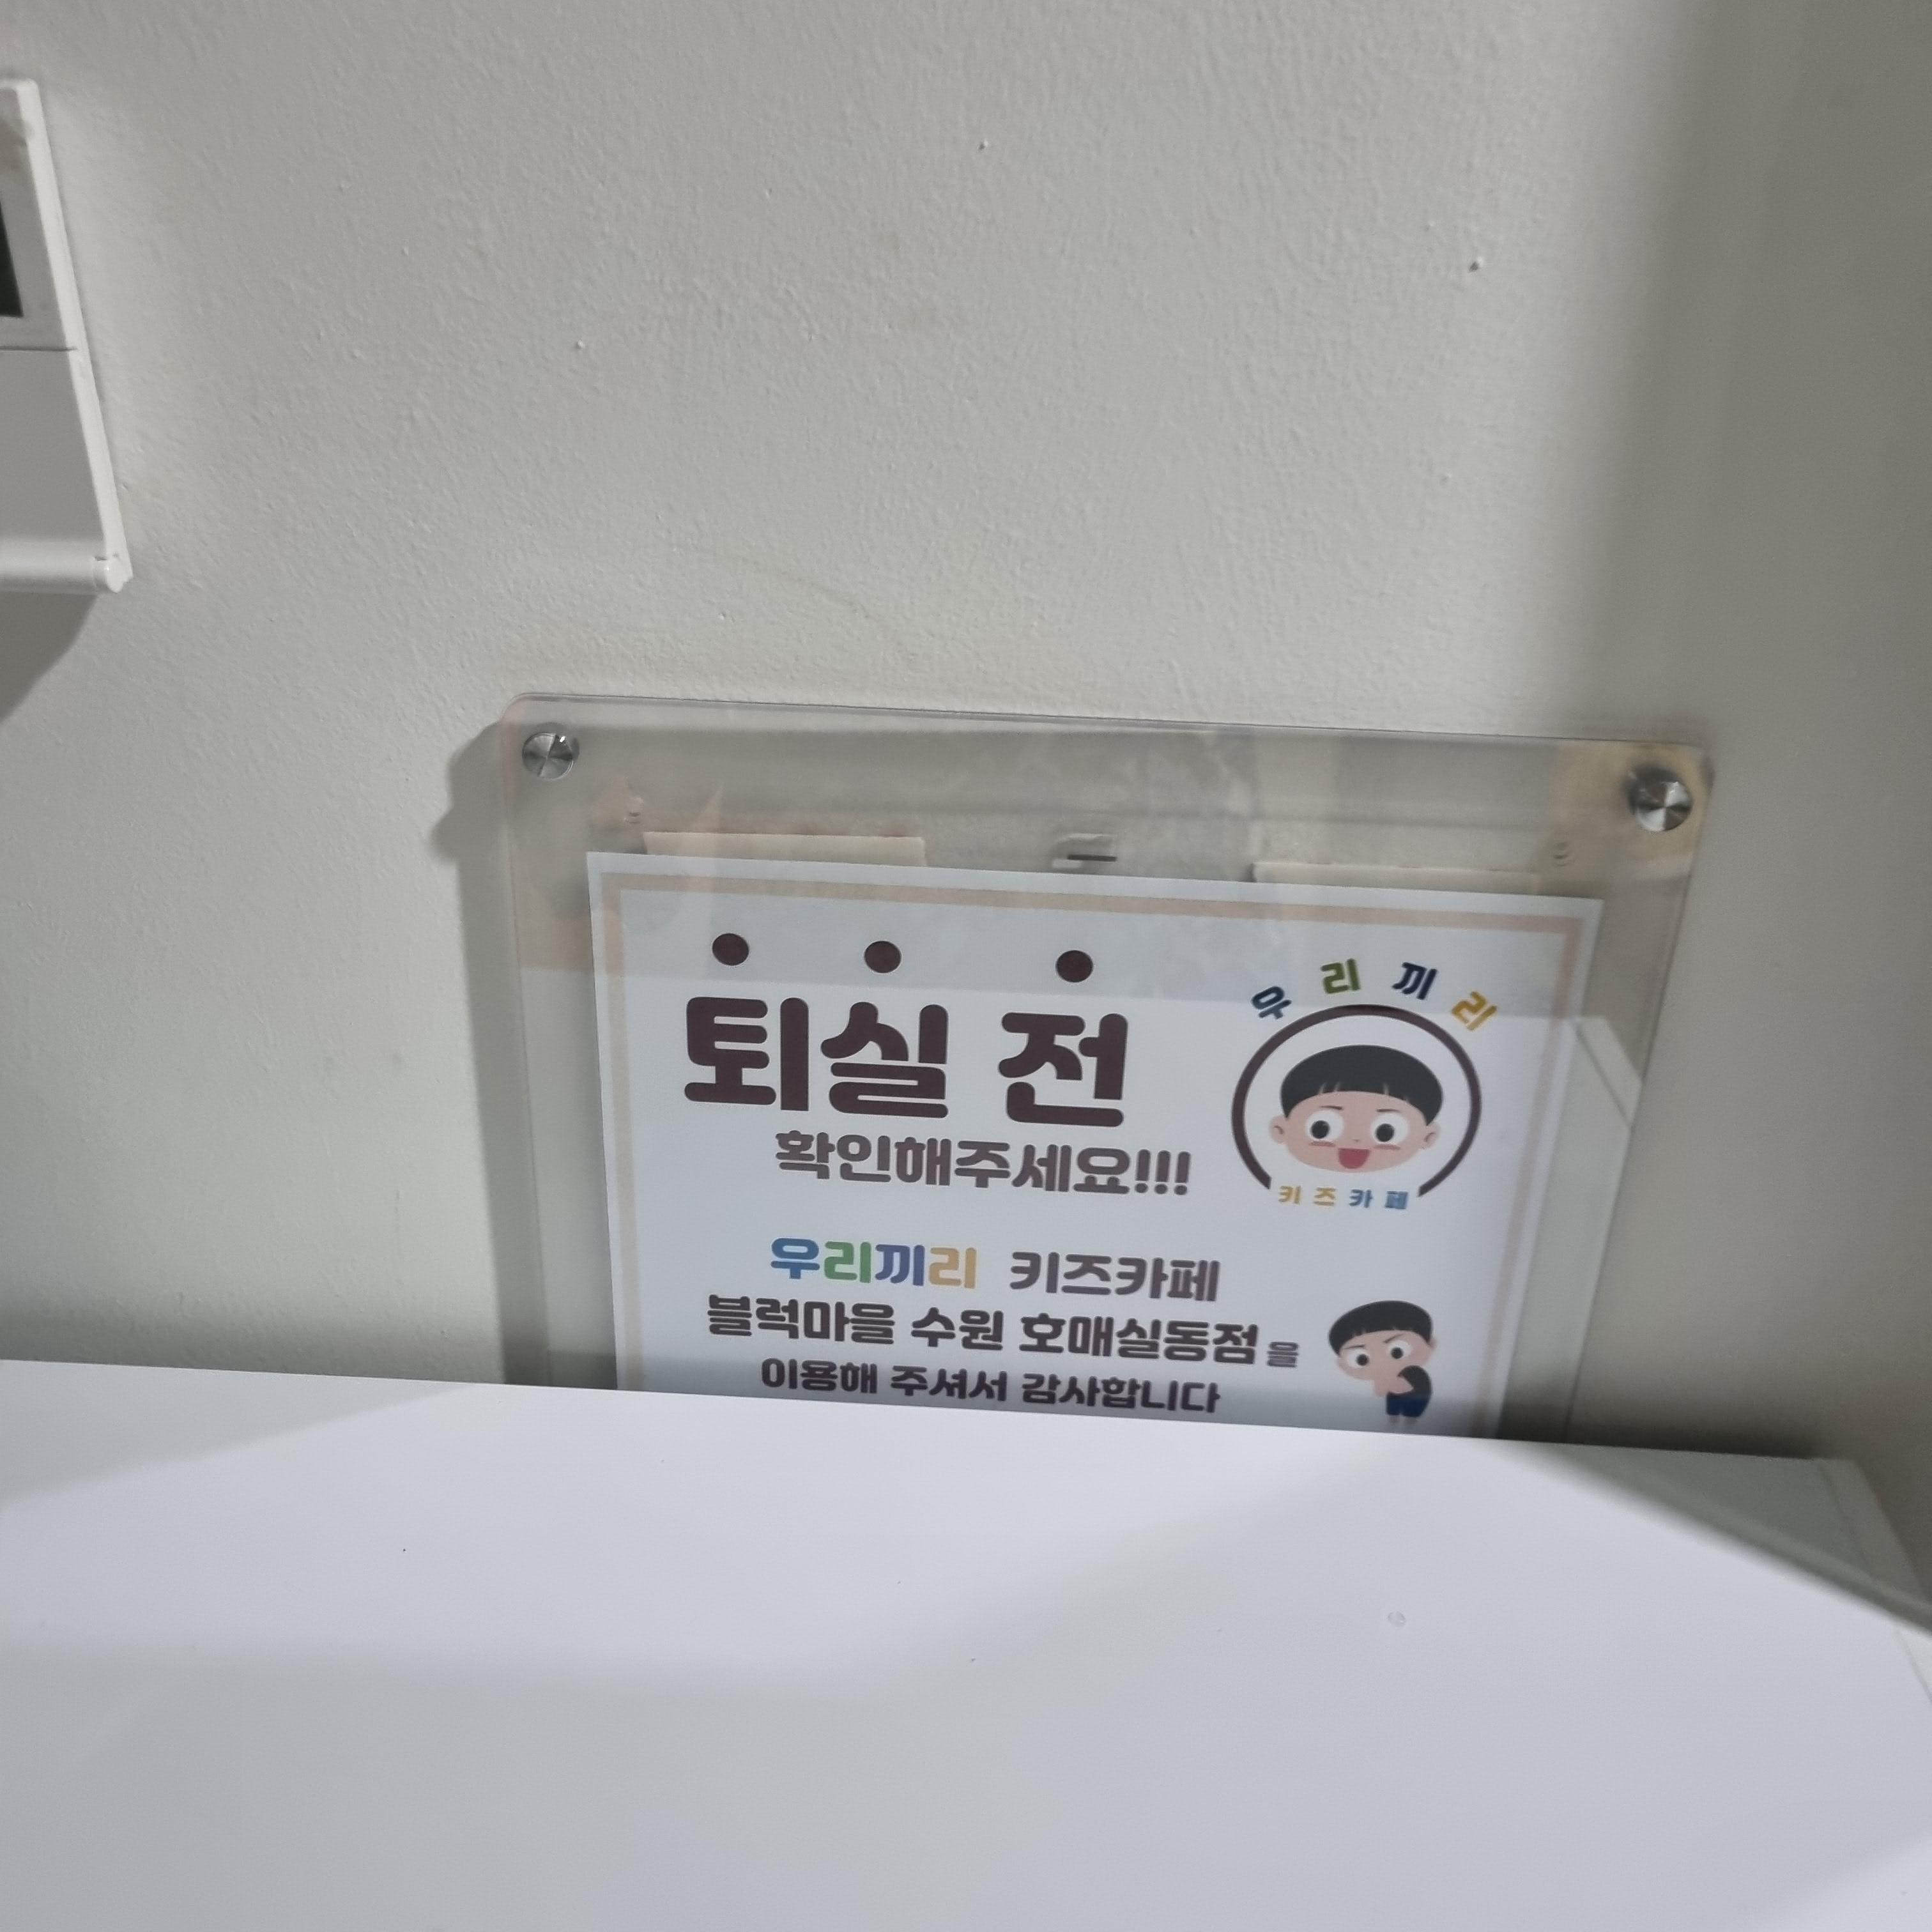 퇴실 전
확인해주세요!!!
우리끼리
키즈카페
우리끼리 키즈카페
블럭마을 수원 호매실동점을
이용해 주셔서 감사합니다